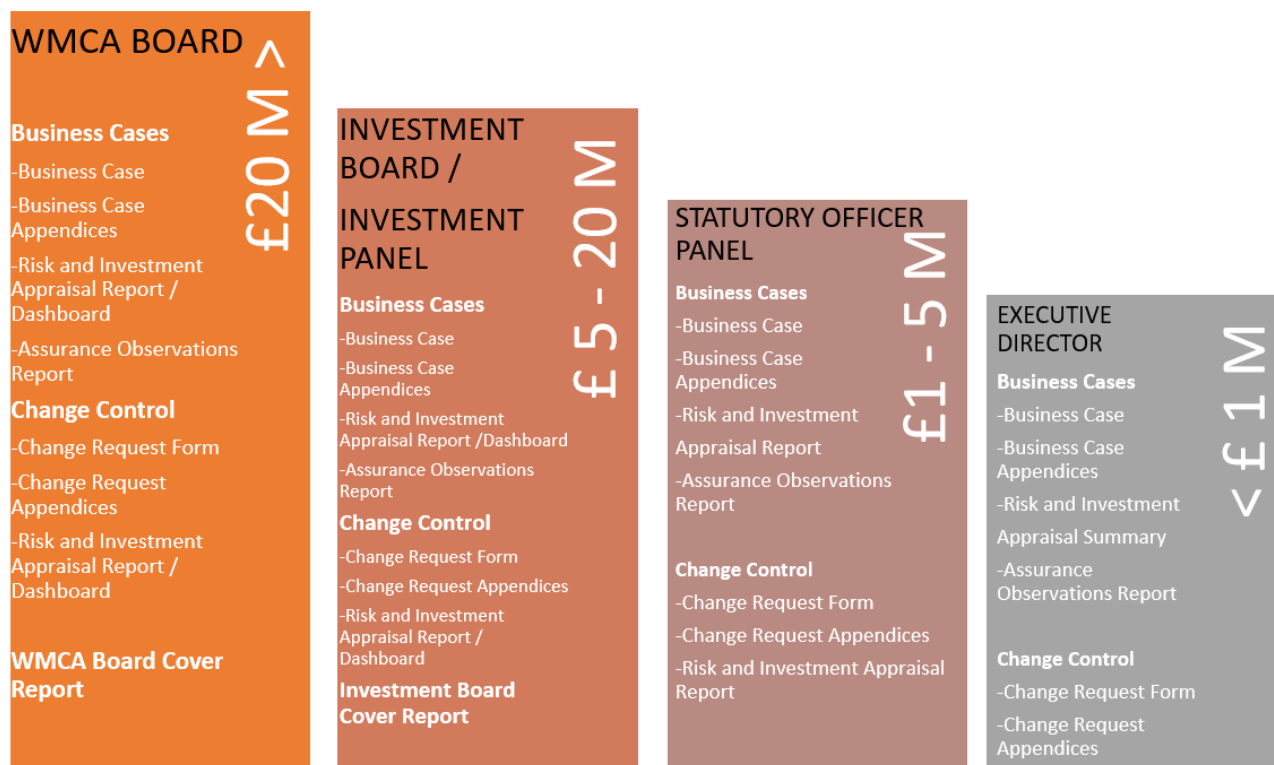 WMCA BOARD
£20 M >
Business Cases
-Business Case
-Business Case
Appendices
-Risk and Investment
Appraisal Report /
Dashboard
-Assurance Observations
Report
Change Control
-Change Request Form
-Change Request
Appendices
-Risk and Investment
Appraisal Report /
Dashboard
WMCA Board Cover
Report
INVESTMENT
BOARD /
INVESTMENT
PANEL
£ 5 - 20 M
Business Cases
-Business Case
-Business Case
Appendices
-Risk and Investment
Appraisal Report /Dashboard
-Assurance Observations
Report
Change Control
-Change Request Form
-Change Request Appendices
-Risk and Investment
Appraisal Report /
Dashboard
Investment Board
Cover Report
STATUTORY OFFICER
PANEL
£1 - 5 M
Business Cases
-Business Case
-Business Case
Appendices
-Risk and Investment
Appraisal Report
-Assurance Observations
Report
Change Control
-Change Request Form
-Change Request Appendices
-Risk and Investment Appraisal
Report
EXECUTIVE
DIRECTOR
< £ 1 M
Business Cases
-Business Case
-Business Case
Appendices
-Risk and Investment
Appraisal Summary
-Assurance
Observations Report
Change Control
-Change Request Form
-Change Request
Appendices